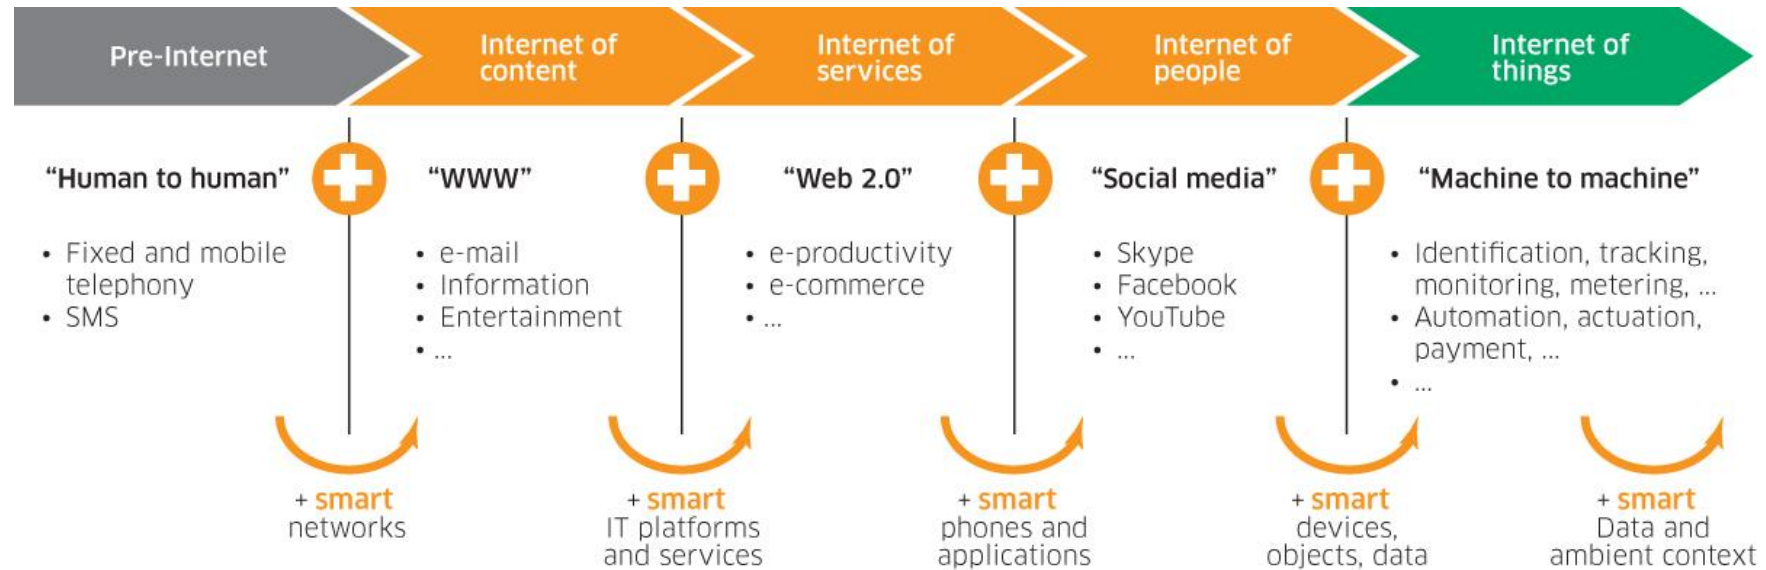 Pre-Internet
Internet of
content
Internet of
services
Internet of
people
Internet of
things
“Human to human”
“WWW”
“Web 2.0”
“Social media”
“Machine to machine”
• Fixed and mobile
telephony
• SMS
• e-mail
• Information
• Entertainment
• ...
• e-productivity
• e-commerce
• ...
• Skype
• Facebook
• YouTube
• ...
• Identification, tracking,
monitoring, metering, ...
• Automation, actuation,
payment, ...
• ...
+ smart
networks
+ smart
IT platforms
and services
+ smart
phones and
applications
+ smart
devices,
objects, data
+ smart
Data and
ambient context